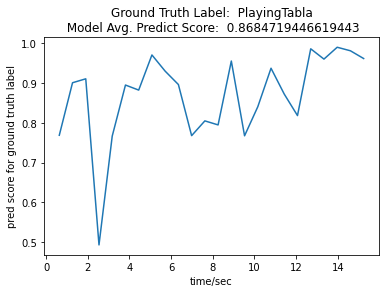 Ground Truth Label:  PlayingTabla
Model Avg. Predict Score:  0.8684719446619443
1.0
0.9
0.8
0.7
0.6
0.5
pred score for ground truth label
0 2 4 6 8 10 12 14
time/sec